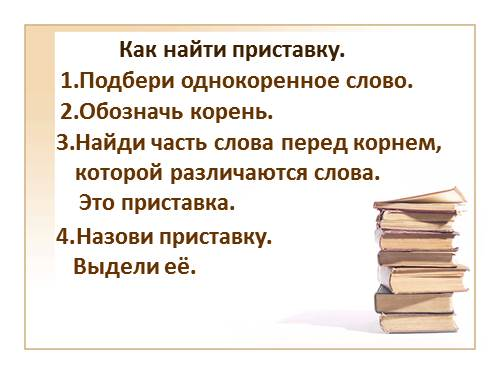 Как найти приставку.
1.Подбери однокоренное слово.
2.Обозначь корень.
3.Найди часть слова перед корнем,
которой различаются слова.
Это приставка.
4.Назови приставку.
Выдели её.